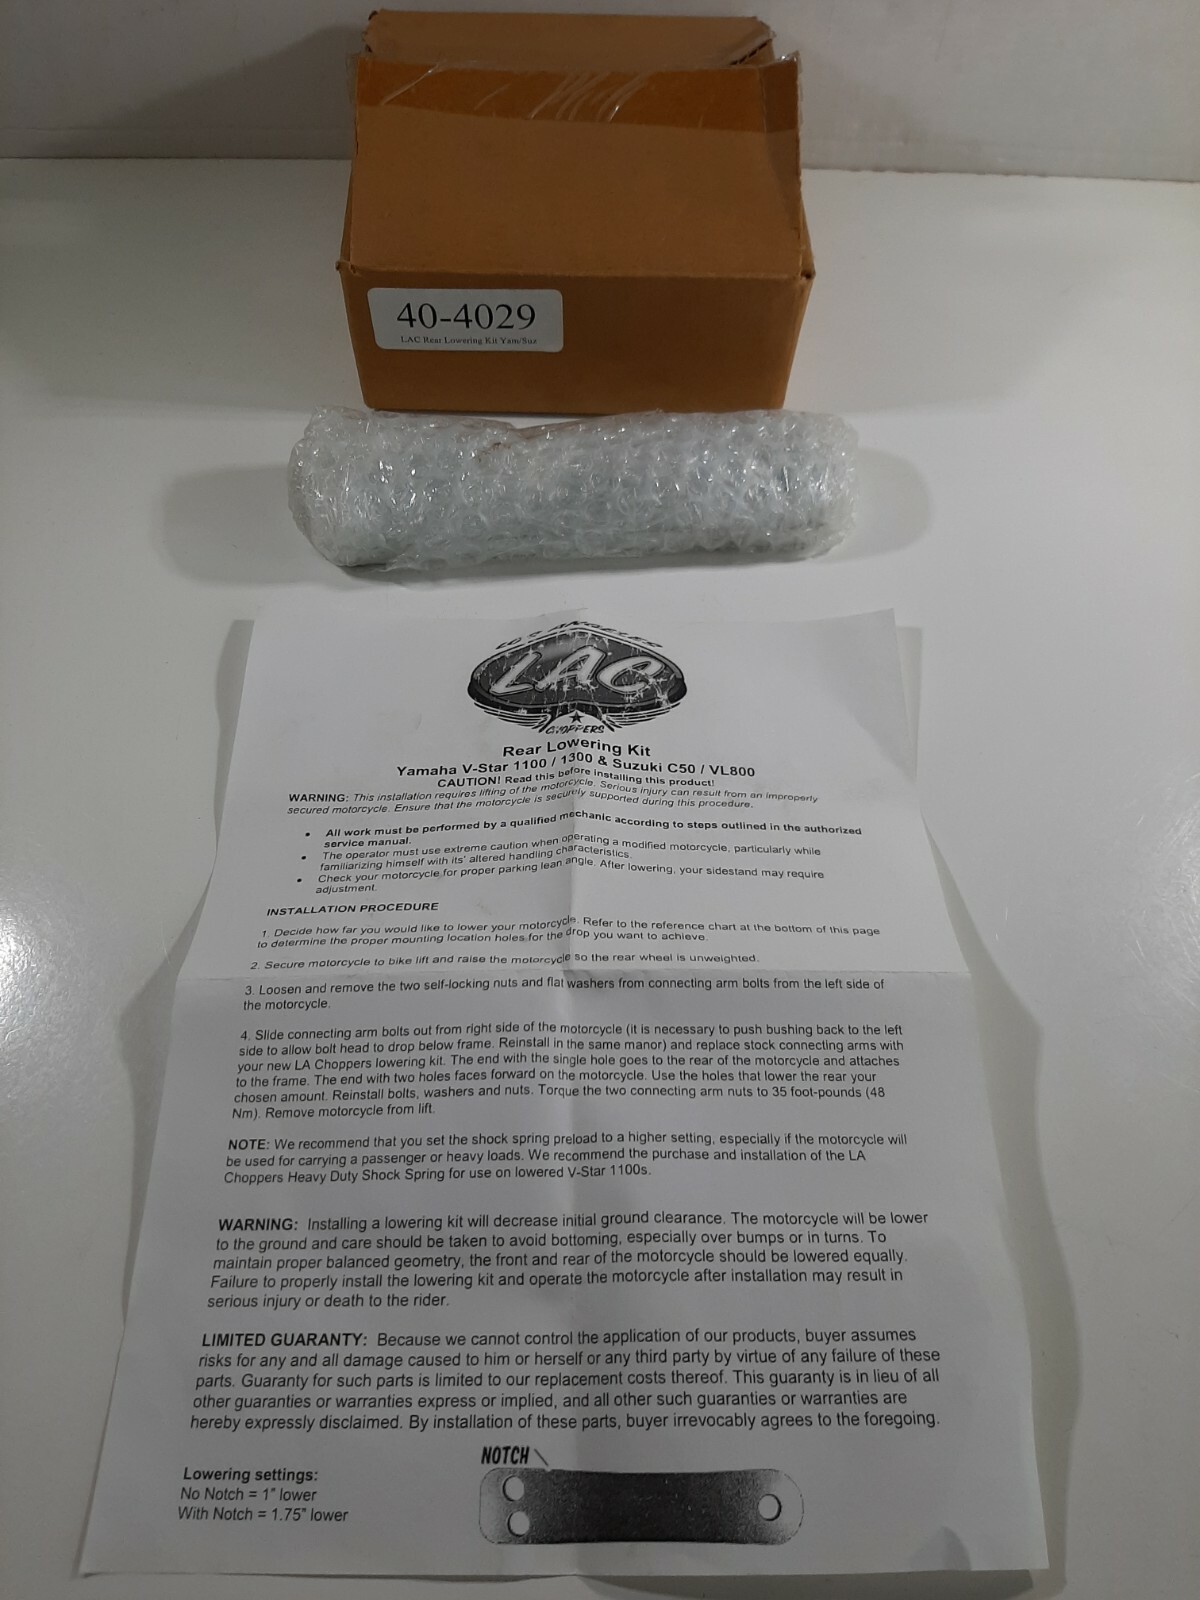 40-4029
LAC Rear Lowering Kit Yam/Suz
LOS ANGELES
LAC
CHOPPERS
Rear Lowering Kit
Yamaha V-Star 1100 / 1300 & Suzuki C50 / VL800
CAUTION! Read this before installing this product!
WARNING: This installation requires lifting of the motorcycle. Serious injury can result from an improperly
secured motorcycle. Ensure that the motorcycle is securely supported during this procedure.
• All work must be performed by a qualified mechanic according to steps outlined in the authorized
service manual.
• The operator must use extreme caution when operating a modified motorcycle, particularly while
familiarizing himself with its' altered handling characteristics.
• Check your motorcycle for proper parking lean angle. After lowering, your sidestand may require
adjustment.
INSTALLATION PROCEDURE
1. Decide how far you would like to lower your motorcycle. Refer to the reference chart at the bottom of this page
to determine the proper mounting location holes for the drop you want to achieve.
2. Secure motorcycle to bike lift and raise the motorcycle so the rear wheel is unweighted.
3. Loosen and remove the two self-locking nuts and flat washers from connecting arm bolts from the left side of
the motorcycle.
4. Slide connecting arm bolts out from right side of the motorcycle (it is necessary to push bushing back to the left
side to allow bolt head to drop below frame. Reinstall in the same manor) and replace stock connecting arms with
your new LA Choppers lowering kit. The end with the single hole goes to the rear of the motorcycle and attaches
to the frame. The end with two holes faces forward on the motorcycle. Use the holes that lower the rear your
chosen amount. Reinstall bolts, washers and nuts. Torque the two connecting arm nuts to 35 foot-pounds (48
Nm). Remove motorcycle from lift.
NOTE: We recommend that you set the shock spring preload to a higher setting, especially if the motorcycle will
be used for carrying a passenger or heavy loads. We recommend the purchase and installation of the LA
Choppers Heavy Duty Shock Spring for use on lowered V-Star 1100s.
WARNING: Installing a lowering kit will decrease initial ground clearance. The motorcycle will be lower
to the ground and care should be taken to avoid bottoming, especially over bumps or in turns. To
maintain proper balanced geometry, the front and rear of the motorcycle should be lowered equally.
Failure to properly install the lowering kit and operate the motorcycle after installation may result in
serious injury or death to the rider.
LIMITED GUARANTY: Because we cannot control the application of our products, buyer assumes
risks for any and all damage caused to him or herself or any third party by virtue of any failure of these
parts. Guaranty for such parts is limited to our replacement costs thereof. This guaranty is in lieu of all
other guaranties or warranties express or implied, and all other such guaranties or warranties are
hereby expressly disclaimed. By installation of these parts, buyer irrevocably agrees to the foregoing.
NOTCH
Lowering settings:
No Notch = 1" lower
With Notch = 1.75" lower